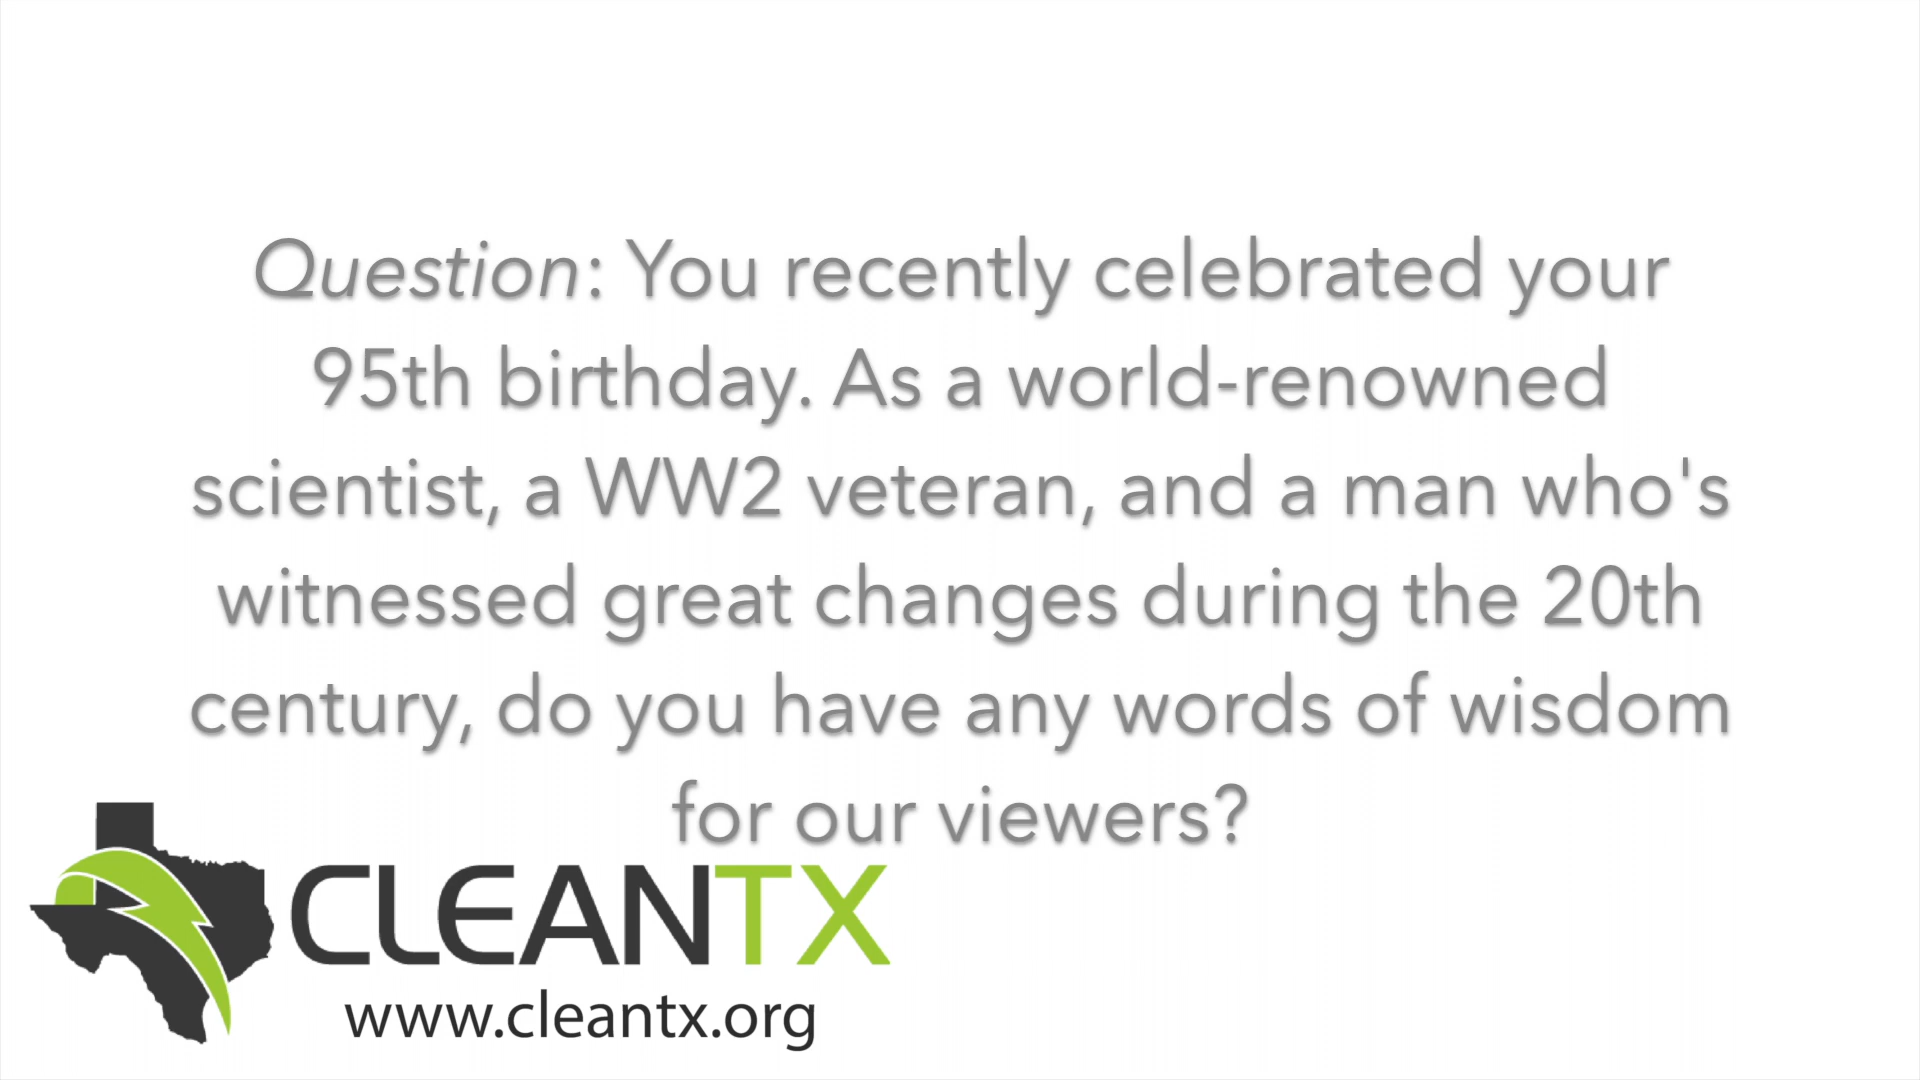 Question: You recently celebrated your
95th birthday. As a world-renowned
scientist, a WW2 veteran, and a man who's
witnessed great changes during the 20th
century, do you have any words of wisdom
for our viewers?
CLEANTX
www.cleantx.org